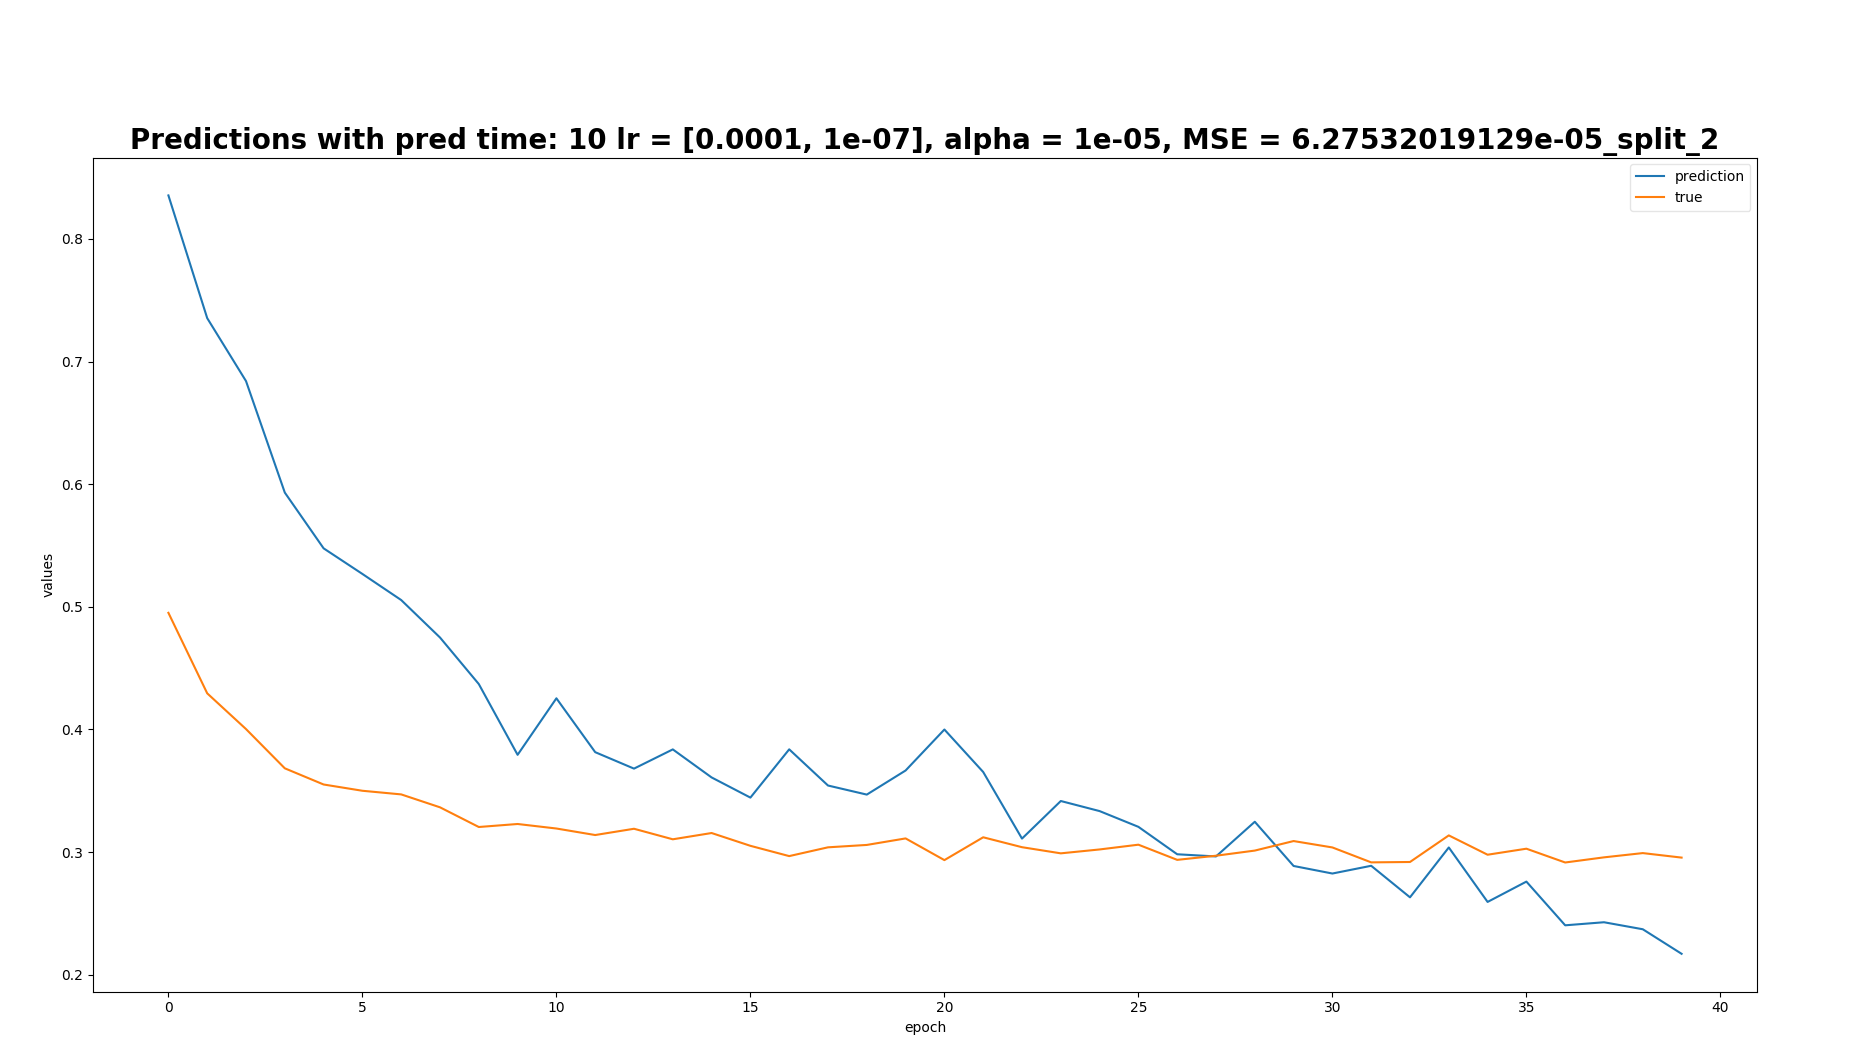 Predictions with pred time: 10 lr = [0.0001, 1e-07], alpha = 1e-05, MSE = 6.27532019129e-05_split_2
prediction
true
values
0.8
0.7
0.6
0.5
0.4
0.3
0.2
0 5 10 15 20 25 30 35 40
epoch